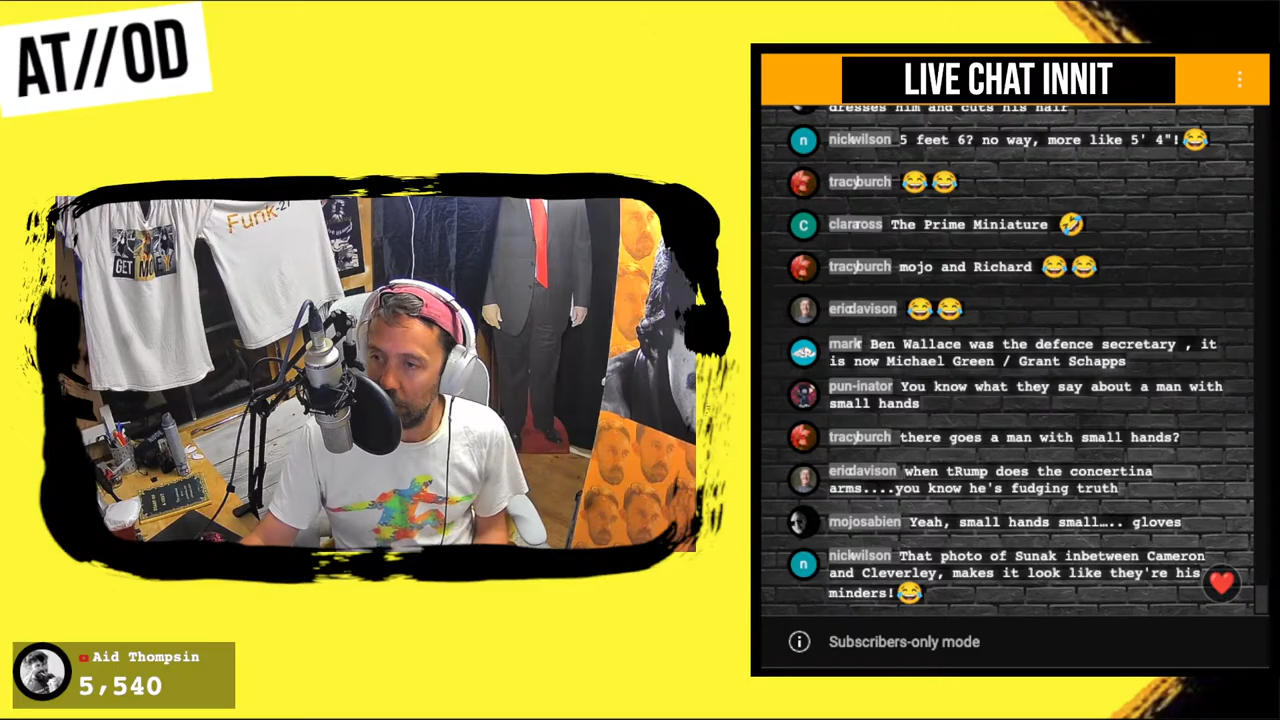 AT//OD
LIVE CHAT INNIT
dresses him and cuts his hair
nickwilson 5 feet 6? no way, more like 5' 4"!😂
tracyburch 😂😂
claraross The Prime Miniature 🤣
tracyburch mojo and Richard 😂😂
ericdavison 😂😂
mark Ben Wallace was the defence secretary , it
is now Michael Green / Grant Schapps
pun-inator You know what they say about a man with
small hands
tracyburch there goes a man with small hands?
ericdavison when tRump does the concertina
arms....you know he's fudging truth
mojosabien Yeah, small hands small…. gloves
nickwilson That photo of Sunak inbetween Cameron
and Cleverley, makes it look like they're his
minders!😂
Subscribers-only mode
GET
Funk-
Aid Thompsin
5,540